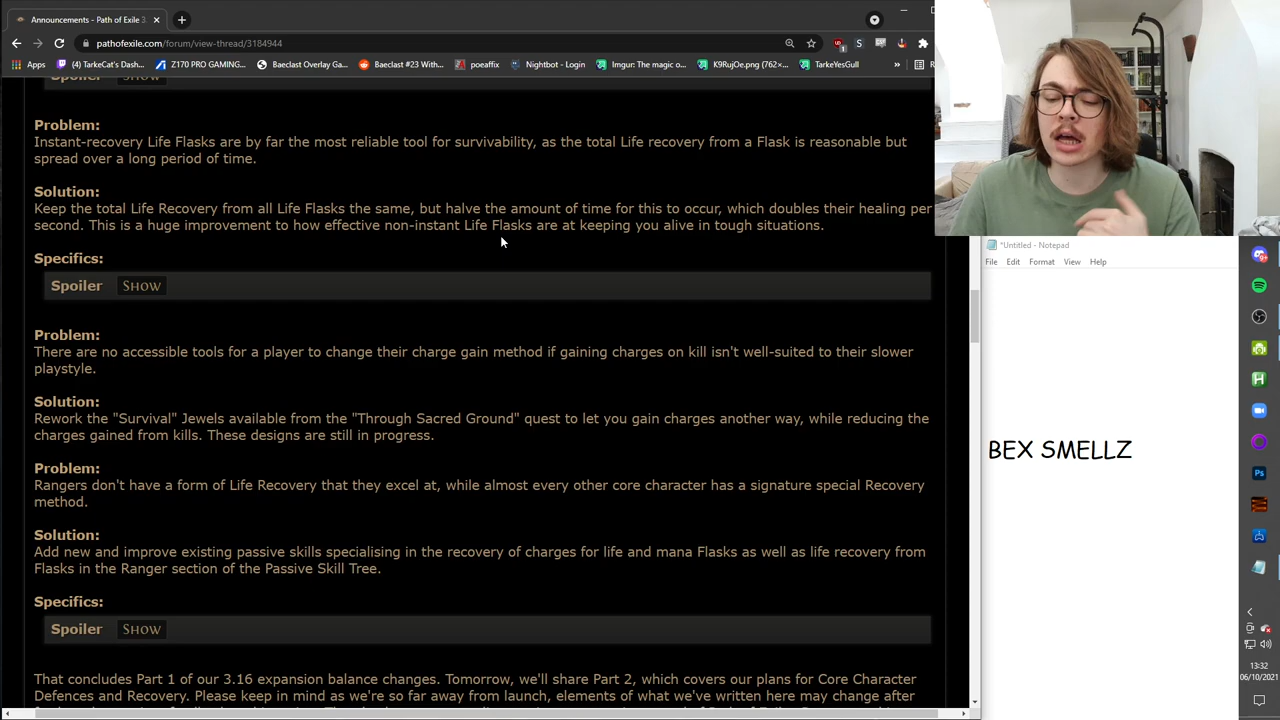 Announcements - Path of Exile 3.
pathofexile.com/forum/view-thread/3184944
Apps
(4) TarkeCat's Dash...
Z170 PRO GAMING...
Baeclast Overlay Ga...
Baeclast #23 With...
poeaffix
Nightbot - Login
Imgur: The magic o...
K9RujOe.png (762×...
TarkeYesGull
Spoiler Show
Problem:
Instant-recovery Life Flasks are by far the most reliable tool for survivability, as the total Life recovery from a Flask is reasonable but
spread over a long period of time.
Solution:
Keep the total Life Recovery from all Life Flasks the same, but halve the amount of time for this to occur, which doubles their healing per
second. This is a huge improvement to how effective non-instant Life Flasks are at keeping you alive in tough situations.
Specifics:
Spoiler Show
Problem:
There are no accessible tools for a player to change their charge gain method if gaining charges on kill isn't well-suited to their slower
playstyle.
Solution:
Rework the "Survival" Jewels available from the "Through Sacred Ground" quest to let you gain charges another way, while reducing the
charges gained from kills. These designs are still in progress.
Problem:
Rangers don't have a form of Life Recovery that they excel at, while almost every other core character has a signature special Recovery
method.
Solution:
Add new and improve existing passive skills specialising in the recovery of charges for life and mana Flasks as well as life recovery from
Flasks in the Ranger section of the Passive Skill Tree.
Specifics:
Spoiler Show
That concludes Part 1 of our 3.16 expansion balance changes. Tomorrow, we'll share Part 2, which covers our plans for Core Character
Defences and Recovery. Please keep in mind as we're so far away from launch, elements of what we've written here may change after
*Untitled - Notepad
File Edit Format View Help
BEX SMELLZ
13:32
06/10/2021